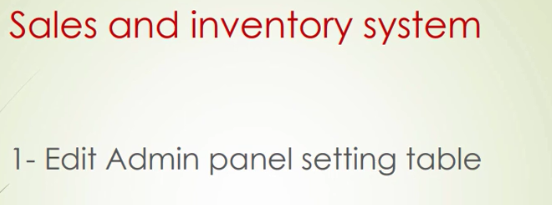 Sales and inventory system
1- Edit Admin panel setting table